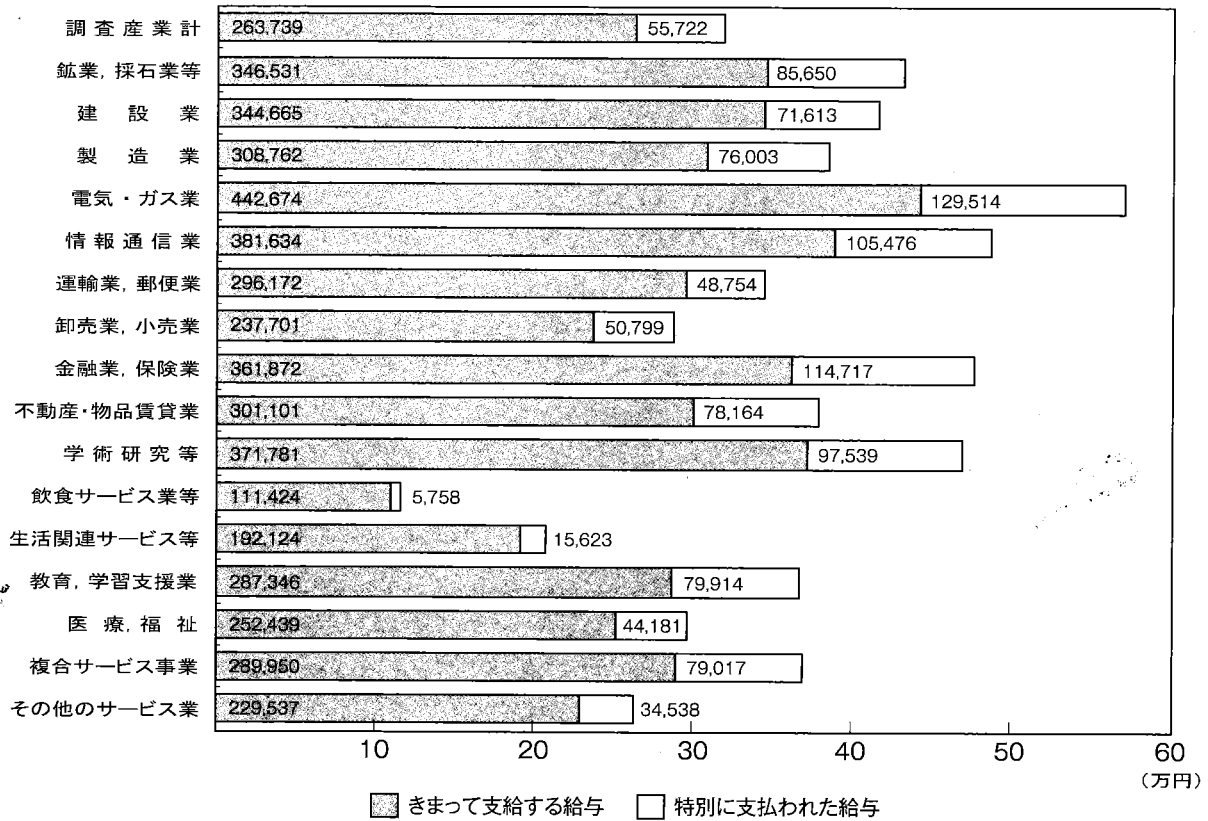 調査産業計 263,739 55,722
鉱業, 採石業等 346,531 85,650
建設業 344,665 71,613
製造業 308,762 76,003
電気・ガス業 442,674 129,514
情報通信業 381,634 105,476
運輸業, 郵便業 296,172 48,754
卸売業, 小売業 237,701 50,799
金融業, 保険業 361,872 114,717
不動産・物品賃貸業 301,101 78,164
学術研究等 371,781 97,539
飲食サービス業等 111,424 5,758
生活関連サービス等 192,124 15,623
教育, 学習支援業 287,346 79,914
医療, 福祉 252,439 44,181
複合サービス事業 289,950 79,017
その他のサービス業 229,537 34,538
10 20 30 40 50 60
(万円)
きまって支給する給与 特別に支払われた給与